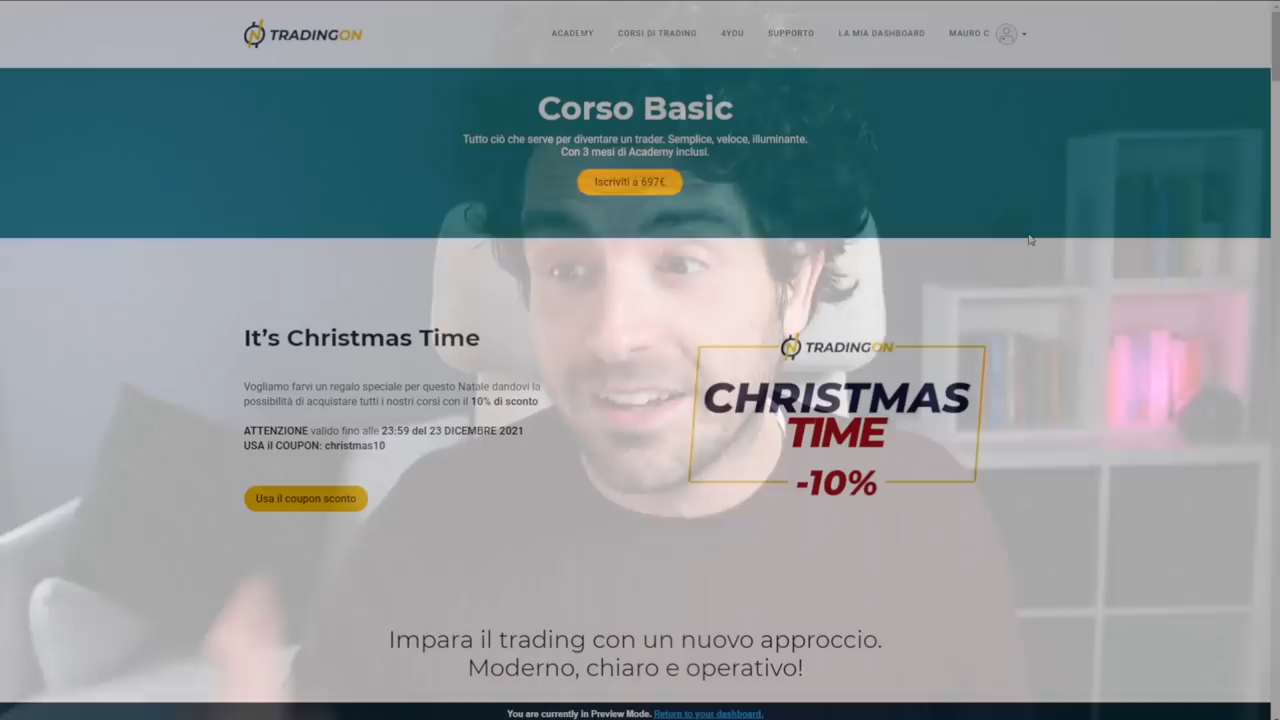 TRADINGON
ACADEMY CORSI DI TRADING 4YOU SUPPORTO LA MIA DASHBOARD MAURO C
Corso Basic
Tutto ciò che serve per diventare un trader. Semplice, veloce, illuminante.
Con 3 mesi di Academy inclusi.
Iscriviti a 697€
It's Christmas Time
Vogliamo farvi un regalo speciale per questo Natale dandovi la
possibilità di acquistare tutti i nostri corsi con il 10% di sconto
ATTENZIONE valido fino alle 23:59 del 23 DICEMBRE 2021
USA il COUPON: christmas10
Usa il coupon sconto
TRADINGON
CHRISTMAS
TIME
-10%
Impara il trading con un nuovo approccio.
Moderno, chiaro e operativo!
You are currently in Preview Mode. Return to your dashboard.